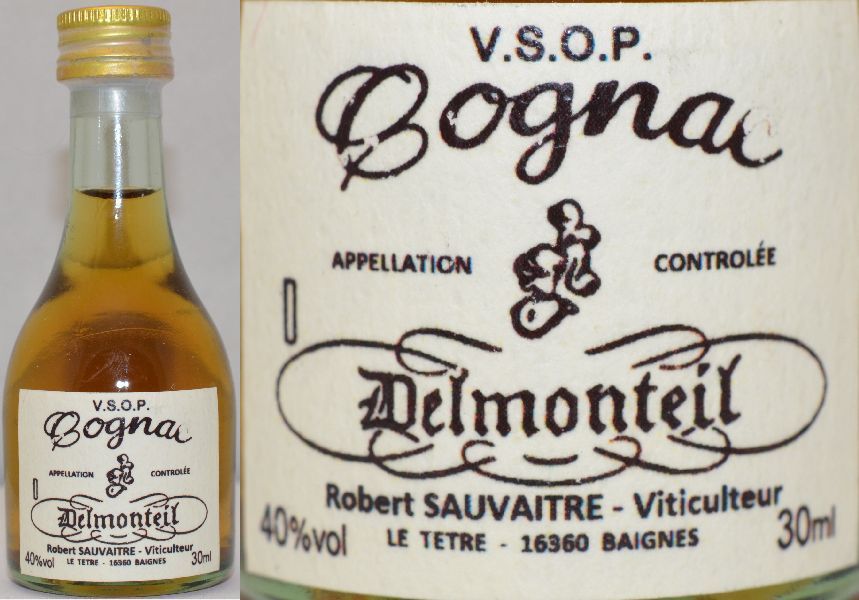 V.S.O.P.
Cognac
APPELLATION CONTROLÉE
Delmonteil
Robert SAUVAITRE - Viticulteur
40%vol LE TETRE - 16360 BAIGNES 30ml
V.S.O.P.
Cognac
APPELLATION CONTROLÉE
Delmonteil
Robert SAUVAITRE - Viticulteur
40%vol LE TETRE - 16360 BAIGNES 30ml